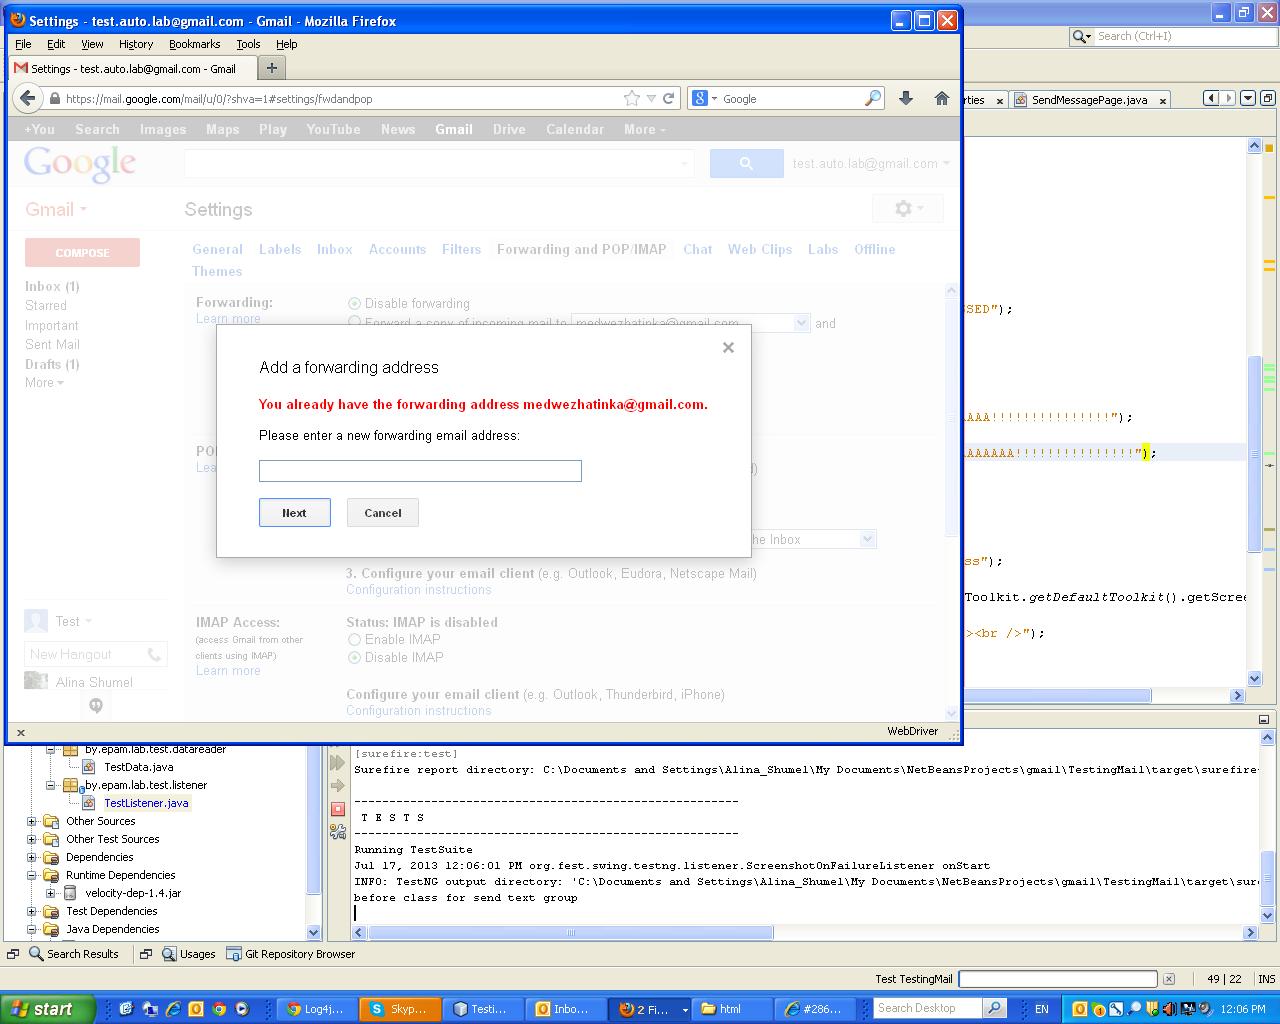 Settings - test.auto.lab@gmail.com - Gmail - Mozilla Firefox
File Edit View History Bookmarks Tools Help
Search (Ctrl+I)
Settings - test.auto.lab@gmail.com - Gmail
https://mail.google.com/mail/u/0/?shva=1#settings/fwdandpop
Google
rties SendMessagePage.java
+You Search Images Maps Play YouTube News Gmail Drive Calendar More
Google
test.auto.lab@gmail.com
Gmail
Settings
COMPOSE
General Labels Inbox Accounts Filters Forwarding and POP/IMAP Chat Web Clips Labs Offline
Themes
Inbox (1)
Starred
Important
Sent Mail
Drafts (1)
More
Forwarding:
Learn more
Disable forwarding
Forward a copy of incoming mail to medwezhatinka@gmail.com and
SED");
Add a forwarding address
You already have the forwarding address medwezhatinka@gmail.com.
Please enter a new forwarding email address:
Next Cancel
PO
Lea
d)
he Inbox
3. Configure your email client (e.g. Outlook, Eudora, Netscape Mail)
Configuration instructions
ss");
Toolkit.getDefaultToolkit().getScree
><br />");
IMAP Access:
(access Gmail from other
clients using IMAP)
Learn more
Status: IMAP is disabled
Enable IMAP
Disable IMAP
Configure your email client (e.g. Outlook, Thunderbird, iPhone)
Configuration instructions
Test
New Hangout
Alina Shumel
WebDriver
by.epam.lab.test.datareader
TestData.java
by.epam.lab.test.listener
TestListener.java
Other Sources
Other Test Sources
Dependencies
Runtime Dependencies
velocity-dep-1.4.jar
Test Dependencies
Java Dependencies
[surefire:test]
Surefire report directory: C:\Documents and Settings\Alina_Shumel\My Documents\NetBeansProjects\gmail\TestingMail\target\surefire
-------------------------------------------------------
T E S T S
-------------------------------------------------------
Running TestSuite
Jul 17, 2013 12:06:01 PM org.fest.swing.testng.listener.ScreenshotOnFailureListener onStart
INFO: TestNG output directory: 'C:\Documents and Settings\Alina_Shumel\My Documents\NetBeansProjects\gmail\TestingMail\target\sure
before class for send text group
Search Results Usages Git Repository Browser
Test TestingMail 49 | 22 INS
start Log4j... Skyp... Testi... Inbo... 2 Fi... html #286... Search Desktop EN 12:06 PM